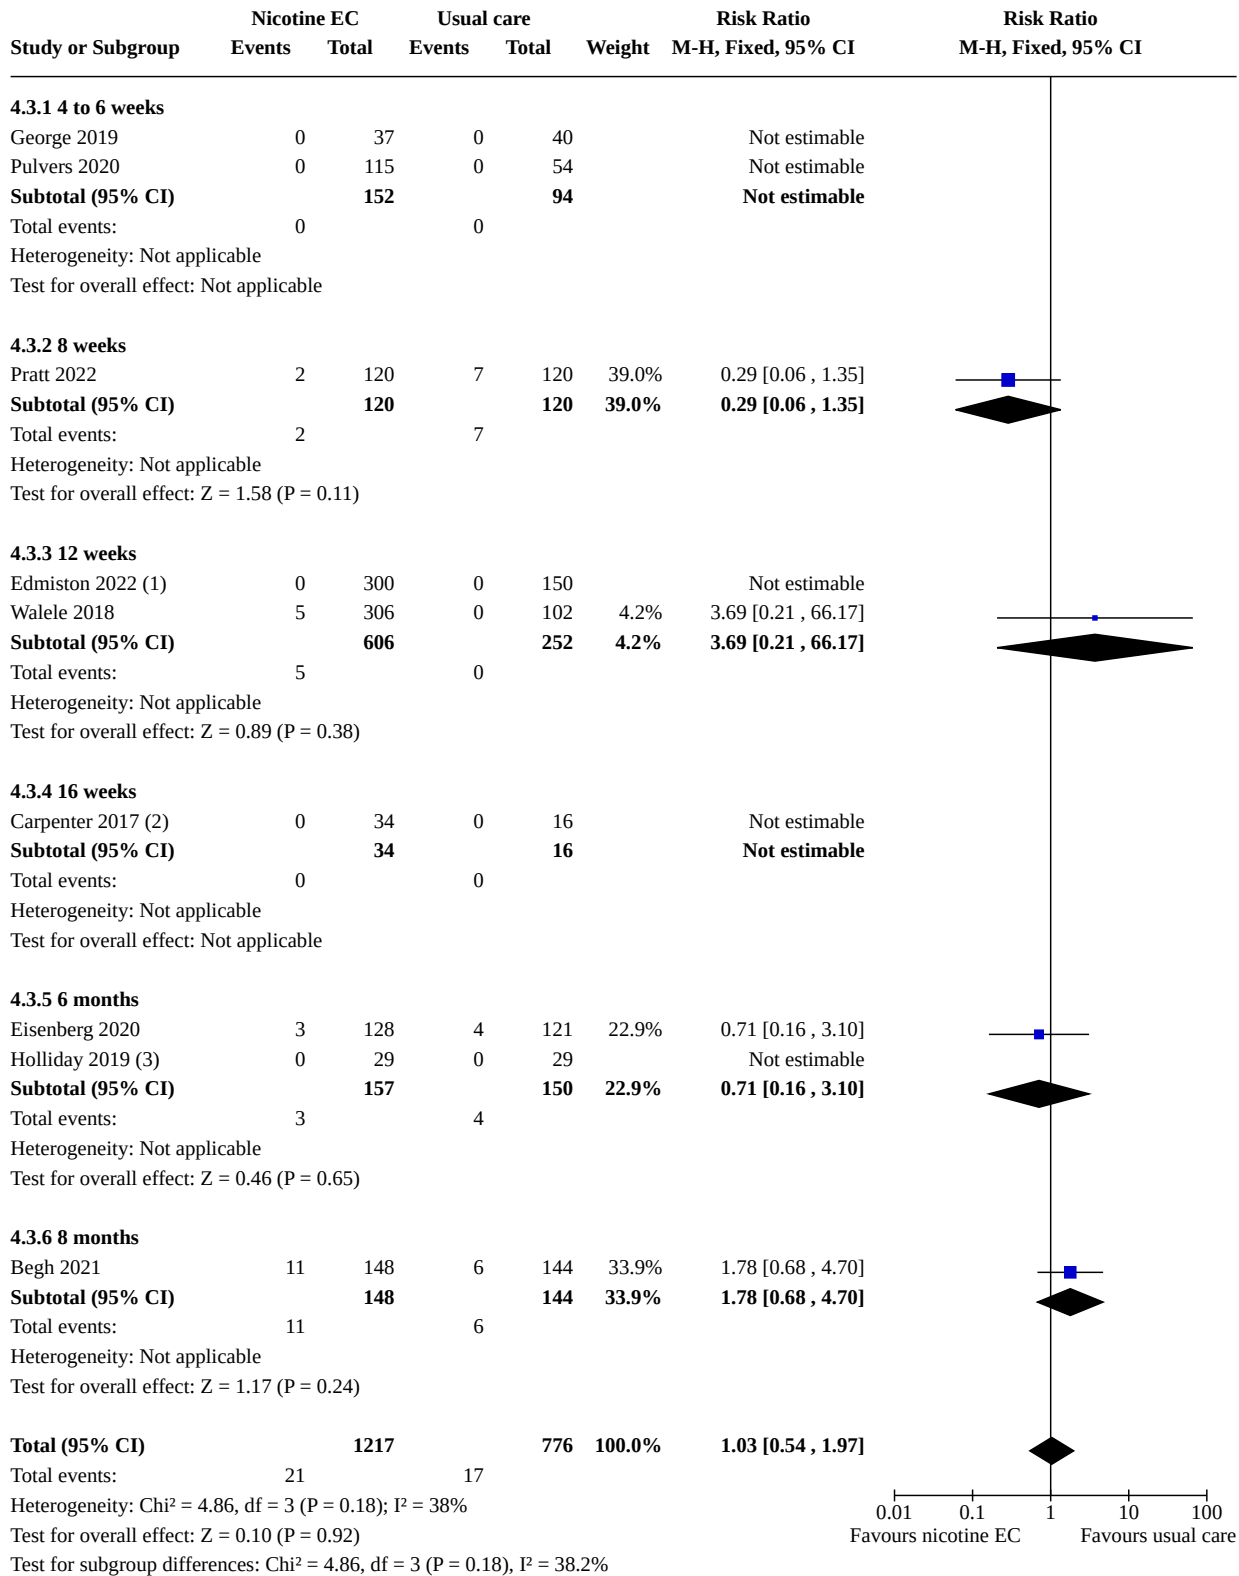 Nicotine EC Usual care Risk Ratio Risk Ratio
Study or Subgroup Events Total Events Total Weight M-H, Fixed, 95% CI M-H, Fixed, 95% CI
4.3.1 4 to 6 weeks
George 2019 0 37 0 40 Not estimable
Pulvers 2020 0 115 0 54 Not estimable
Subtotal (95% CI) 152 94 Not estimable
Total events: 0 0
Heterogeneity: Not applicable
Test for overall effect: Not applicable
4.3.2 8 weeks
Pratt 2022 2 120 7 120 39.0% 0.29 [0.06 , 1.35]
Subtotal (95% CI) 120 120 39.0% 0.29 [0.06 , 1.35]
Total events: 2 7
Heterogeneity: Not applicable
Test for overall effect: Z = 1.58 (P = 0.11)
4.3.3 12 weeks
Edmiston 2022 (1) 0 300 0 150 Not estimable
Walele 2018 5 306 0 102 4.2% 3.69 [0.21 , 66.17]
Subtotal (95% CI) 606 252 4.2% 3.69 [0.21 , 66.17]
Total events: 5 0
Heterogeneity: Not applicable
Test for overall effect: Z = 0.89 (P = 0.38)
4.3.4 16 weeks
Carpenter 2017 (2) 0 34 0 16 Not estimable
Subtotal (95% CI) 34 16 Not estimable
Total events: 0 0
Heterogeneity: Not applicable
Test for overall effect: Not applicable
4.3.5 6 months
Eisenberg 2020 3 128 4 121 22.9% 0.71 [0.16 , 3.10]
Holliday 2019 (3) 0 29 0 29 Not estimable
Subtotal (95% CI) 157 150 22.9% 0.71 [0.16 , 3.10]
Total events: 3 4
Heterogeneity: Not applicable
Test for overall effect: Z = 0.46 (P = 0.65)
4.3.6 8 months
Begh 2021 11 148 6 144 33.9% 1.78 [0.68 , 4.70]
Subtotal (95% CI) 148 144 33.9% 1.78 [0.68 , 4.70]
Total events: 11 6
Heterogeneity: Not applicable
Test for overall effect: Z = 1.17 (P = 0.24)
Total (95% CI) 1217 776 100.0% 1.03 [0.54 , 1.97]
Total events: 21 17
Heterogeneity: Chi² = 4.86, df = 3 (P = 0.18); I² = 38%
0.01 0.1 1 10 100
Test for overall effect: Z = 0.10 (P = 0.92)
Favours nicotine EC Favours usual care
Test for subgroup differences: Chi² = 4.86, df = 3 (P = 0.18), I² = 38.2%